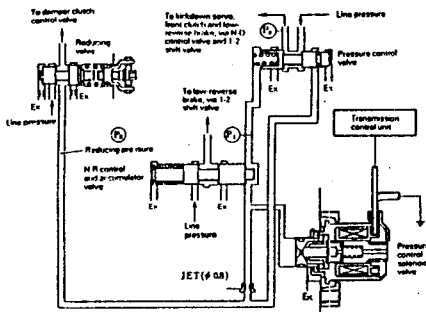 To damper clutch
control valve
Reducing
valve
Ex
Ex
Ex
Line pressure
Reducing pressure
N-R control
and accumulator
valve
To low-reverse
brake, via 1-2
shift valve
Ex
Ex
Line
pressure
JET (φ 0.8)
To kickdown servo,
front clutch and low-
reverse brake, via N-D
control valve and 1-2
shift valve
Line pressure
Pressure control
valve
Ex
Ex
Transmission
control unit
Pressure
control
solenoid
valve
Ex